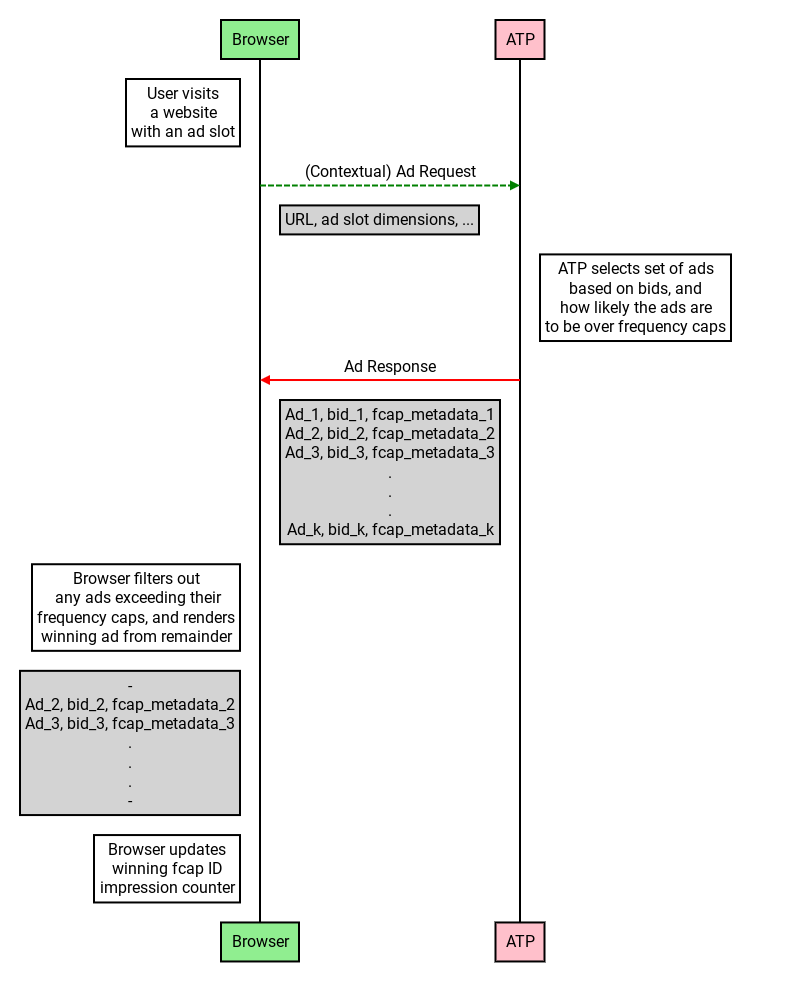 Browser
ATP
User visits
a website
with an ad slot
(Contextual) Ad Request
URL, ad slot dimensions, ...
ATP selects set of ads
based on bids, and
how likely the ads are
to be over frequency caps
Ad Response
Ad_1, bid_1, fcap_metadata_1
Ad_2, bid_2, fcap_metadata_2
Ad_3, bid_3, fcap_metadata_3
.
.
.
Ad_k, bid_k, fcap_metadata_k
Browser filters out
any ads exceeding their
frequency caps, and renders
winning ad from remainder
-
Ad_2, bid_2, fcap_metadata_2
Ad_3, bid_3, fcap_metadata_3
.
.
.
-
Browser updates
winning fcap ID
impression counter
Browser
ATP